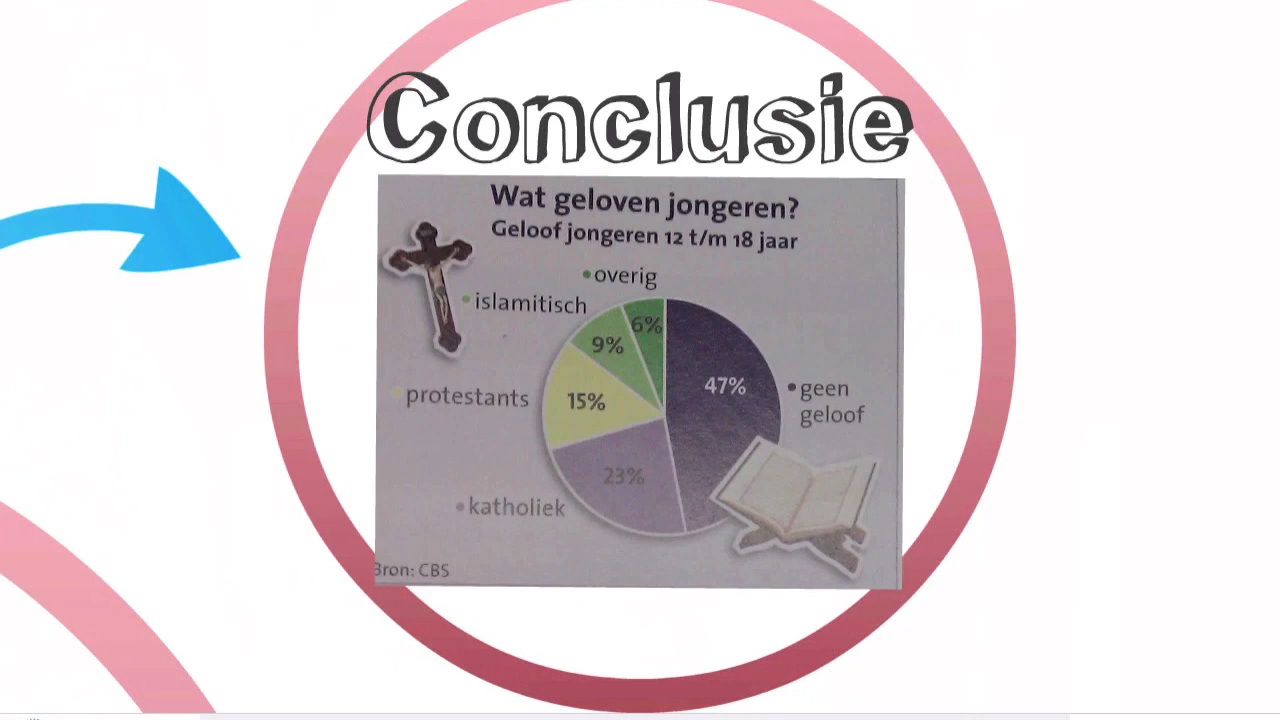 Conclusie
Wat geloven jongeren?
Geloof jongeren 12 t/m 18 jaar
overig
islamitisch
6%
9%
47%
geen
geloof
protestants
15%
23%
katholiek
Bron: CBS